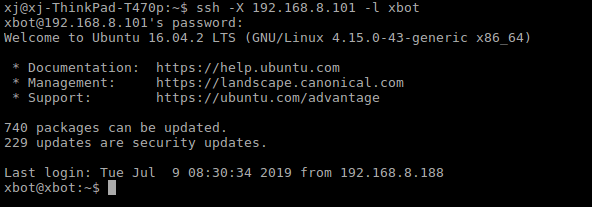 xj@xj-ThinkPad-T470p:~$ ssh -X 192.168.8.101 -l xbot
xbot@192.168.8.101's password:
Welcome to Ubuntu 16.04.2 LTS (GNU/Linux 4.15.0-43-generic x86_64)
* Documentation:  https://help.ubuntu.com
* Management:     https://landscape.canonical.com
* Support:        https://ubuntu.com/advantage
740 packages can be updated.
229 updates are security updates.
Last login: Tue Jul  9 08:30:34 2019 from 192.168.8.188
xbot@xbot:~$